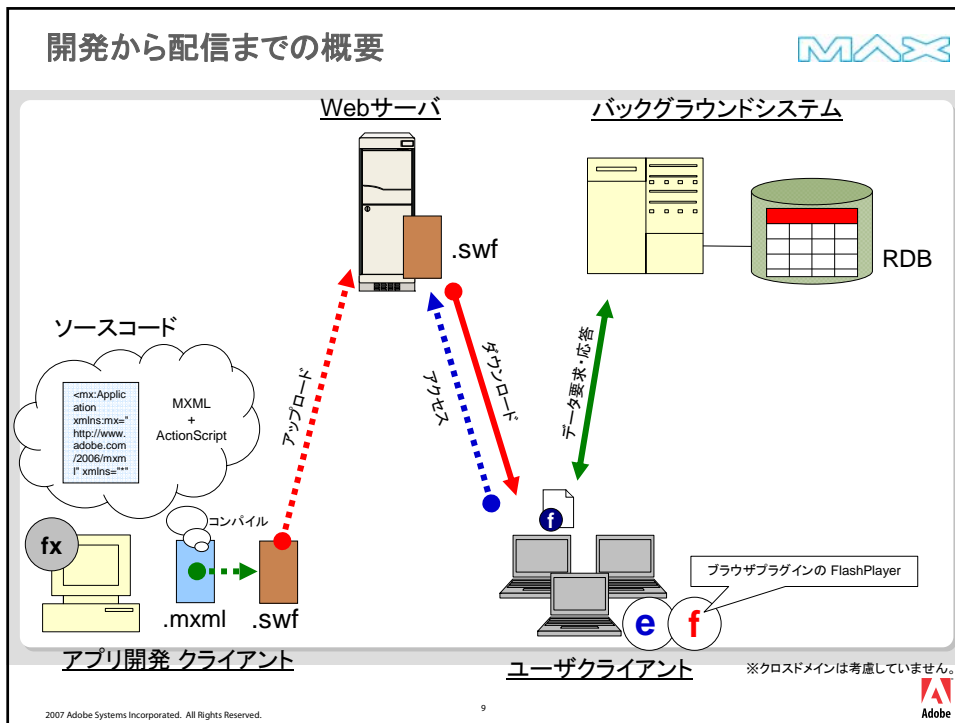 開発から配信までの概要
MAX
Webサーバ
バックグラウンドシステム
.swf
RDB
ソースコード
<mx:Applic
ation
xmlns:mx="
http://www.
adobe.com
/2006/mxm
l" xmlns="*"
MXML
+
ActionScript
アップロード
アクセス
ダウンロード
データ要求・応答
コンパイル
fx
f
.mxml
.swf
ブラウザプラグインの FlashPlayer
e
f
アプリ開発 クライアント
ユーザクライアント
※クロスドメインは考慮していません。
2007 Adobe Systems Incorporated. All Rights Reserved.
9
Adobe